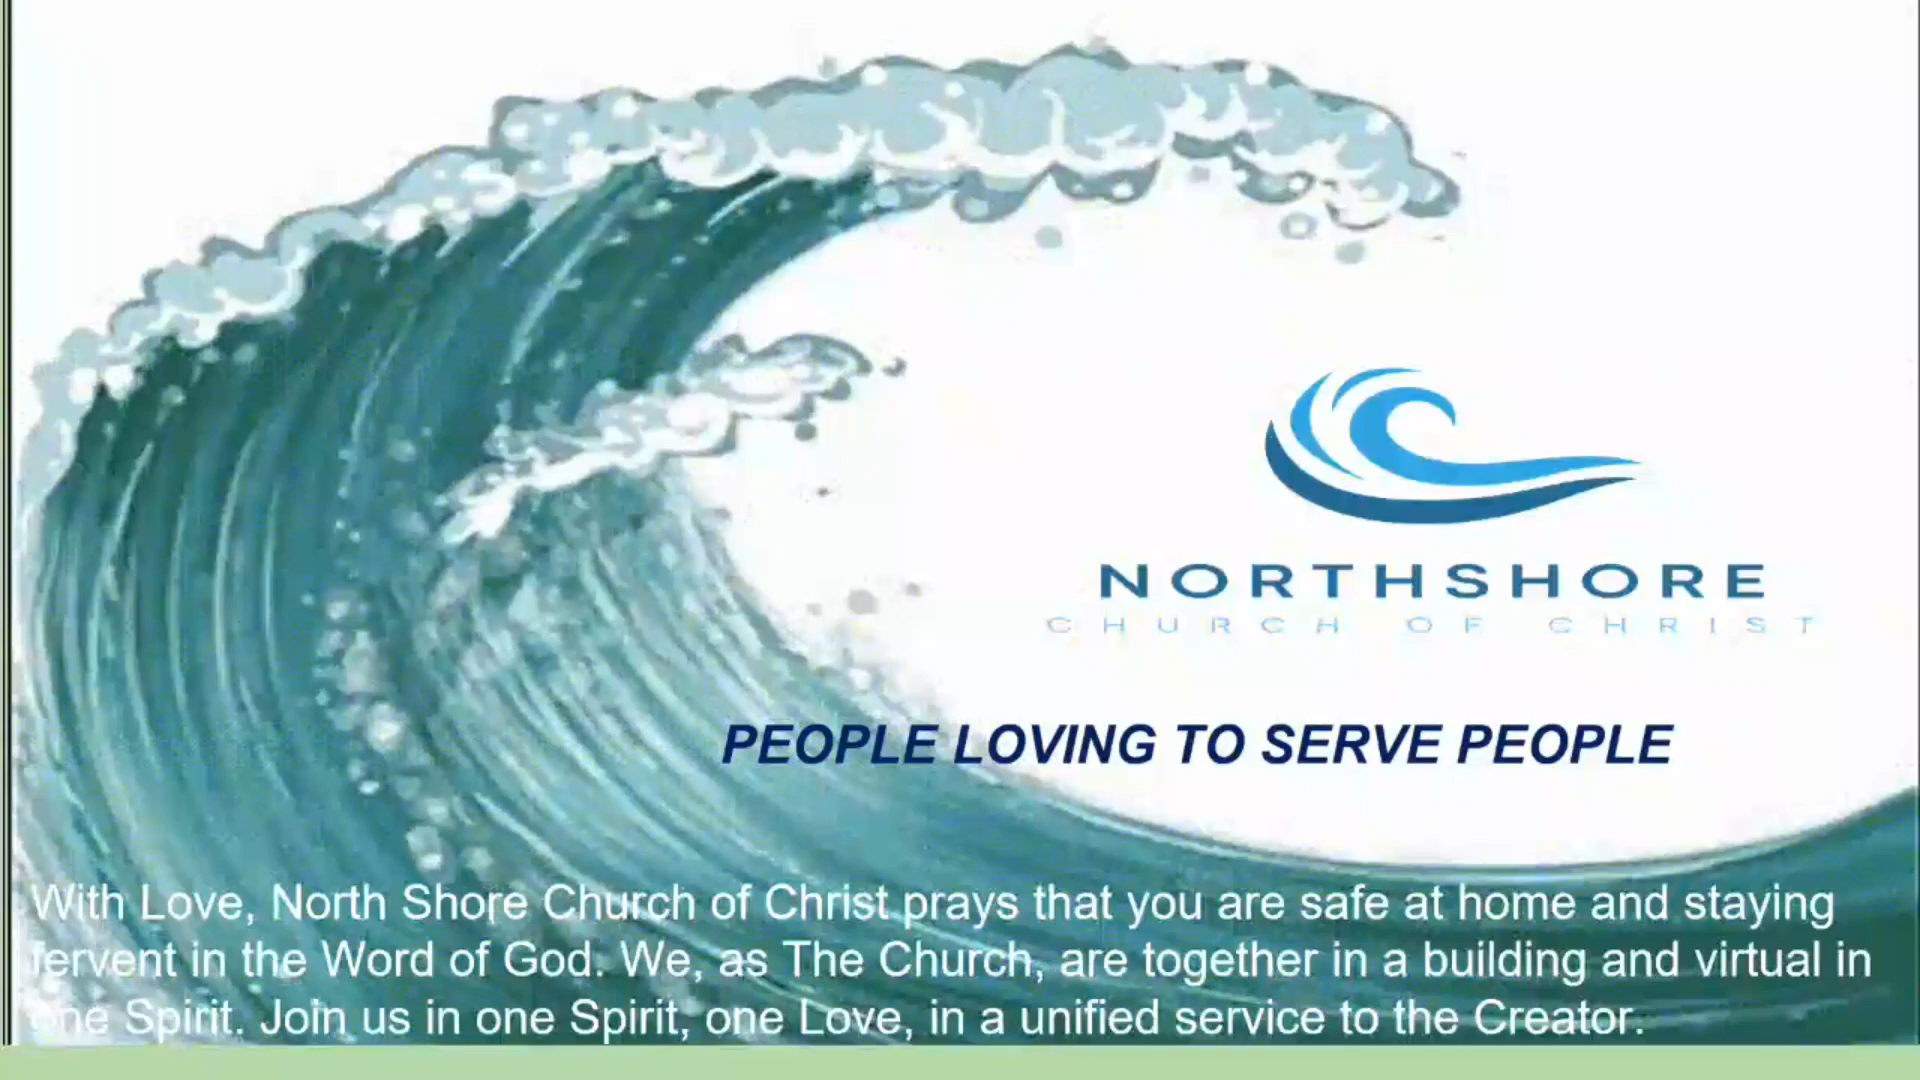 NORTHSHORE
CHURCH OF CHRIST
PEOPLE LOVING TO SERVE PEOPLE
With Love, North Shore Church of Christ prays that you are safe at home and staying
fervent in the Word of God. We, as The Church, are together in a building and virtual in
one Spirit. Join us in one Spirit, one Love, in a unified service to the Creator.